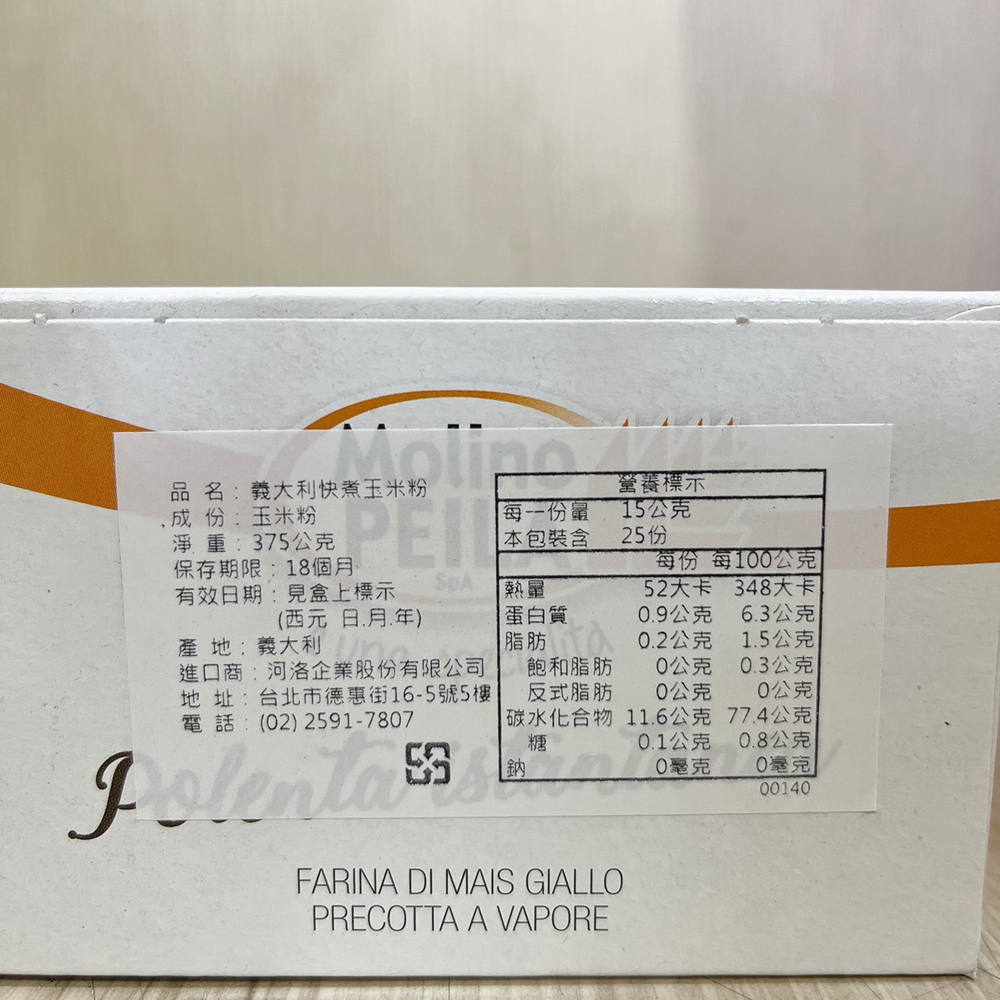 Molino
PEILA
SpA
品 名：義大利快煮玉米粉
成 份：玉米粉
淨 重：375公克
保存期限：18個月
有效日期：見盒上標示
(西元 日.月.年)
產 地：義大利
進口商：河洛企業股份有限公司
地 址：台北市德惠街16-5號5樓
電 話：(02) 2591-7807
營養標示
每一份量 15公克
本包裝含 25份
每份 每100公克
熱量 52大卡 348大卡
蛋白質 0.9公克 6.3公克
脂肪 0.2公克 1.5公克
飽和脂肪 0公克 0.3公克
反式脂肪 0公克 0公克
碳水化合物 11.6公克 77.4公克
糖 0.1公克 0.8公克
鈉 0毫克 0毫克
00140
Polenta istantanea
FARINA DI MAIS GIALLO
PRECOTTA A VAPORE